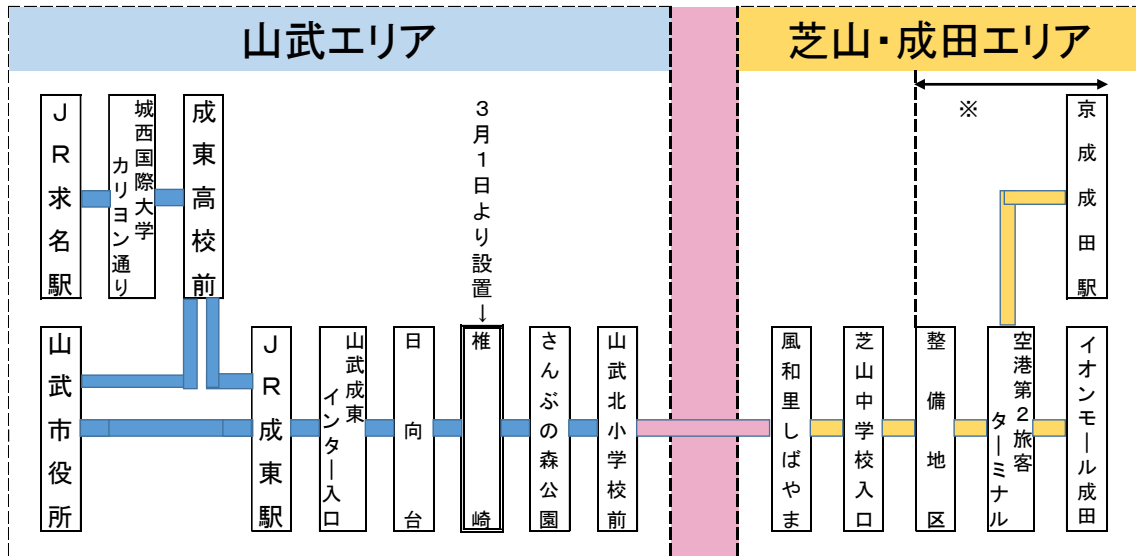 山武エリア
芝山・成田エリア
※
JR求名駅
城西国際大学
カリヨン通り
成東高校前
3月1日より設置→
京成成田駅
山武市役所
JR成東駅
山武成東
インター入口
日向台
椎崎
さんぶの森公園
山武北小学校前
風和里しばやま
芝山中学校入口
整備地区
空港第2旅客
ターミナル
イオンモール成田